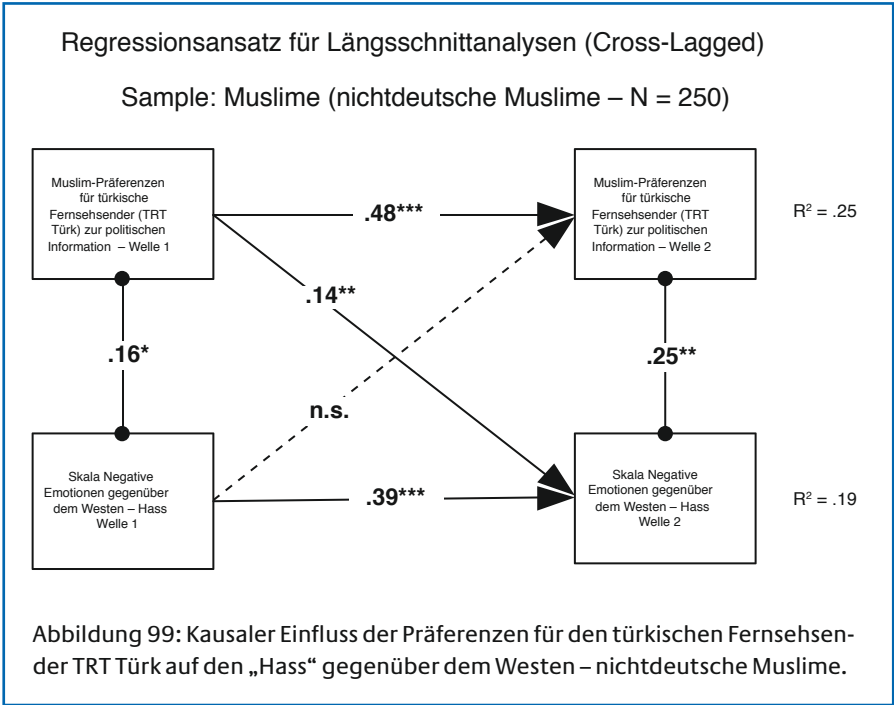 Regressionsansatz für Längsschnittanalysen (Cross-Lagged)
Sample: Muslime (nichtdeutsche Muslime – N = 250)
Muslim-Präferenzen
für türkische
Fernsehsender (TRT
Türk) zur politischen
Information – Welle 1
.48***
Muslim-Präferenzen
für türkische
Fernsehsender (TRT
Türk) zur politischen
Information – Welle 2
R² = .25
.14**
.16*
.25**
n.s.
Skala Negative
Emotionen gegenüber
dem Westen – Hass
Welle 1
.39***
Skala Negative
Emotionen gegenüber
dem Westen – Hass
Welle 2
R² = .19
Abbildung 99: Kausaler Einfluss der Präferenzen für den türkischen Fernsehsen-
der TRT Türk auf den „Hass“ gegenüber dem Westen – nichtdeutsche Muslime.